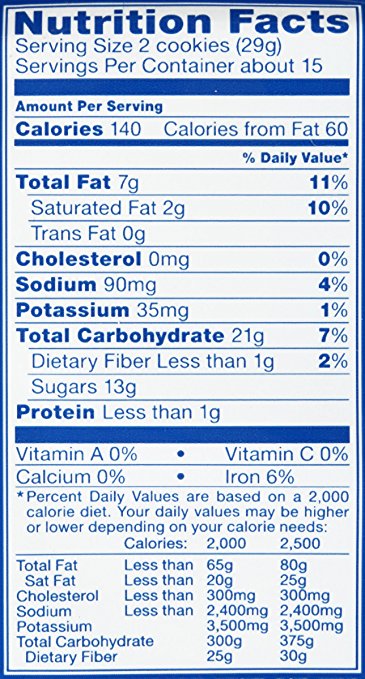 Nutrition Facts
Serving Size 2 cookies (29g)
Servings Per Container about 15
Amount Per Serving
Calories 140 Calories from Fat 60
% Daily Value*
Total Fat 7g 11%
Saturated Fat 2g 10%
Trans Fat 0g
Cholesterol 0mg 0%
Sodium 90mg 4%
Potassium 35mg 1%
Total Carbohydrate 21g 7%
Dietary Fiber Less than 1g 2%
Sugars 13g
Protein Less than 1g
Vitamin A 0% • Vitamin C 0%
Calcium 0% • Iron 6%
*Percent Daily Values are based on a 2,000
calorie diet. Your daily values may be higher
or lower depending on your calorie needs:
Calories: 2,000 2,500
Total Fat Less than 65g 80g
Sat Fat Less than 20g 25g
Cholesterol Less than 300mg 300mg
Sodium Less than 2,400mg 2,400mg
Potassium 3,500mg 3,500mg
Total Carbohydrate 300g 375g
Dietary Fiber 25g 30g